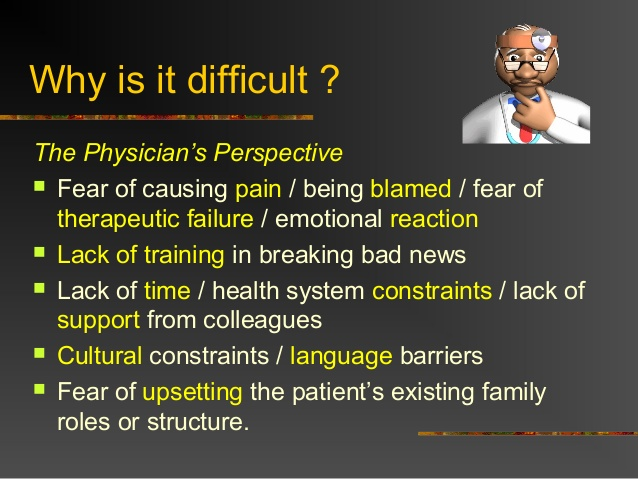 Why is it difficult ?
The Physician’s Perspective
Fear of causing pain / being blamed / fear of
therapeutic failure / emotional reaction
Lack of training in breaking bad news
Lack of time / health system constraints / lack of
support from colleagues
Cultural constraints / language barriers
Fear of upsetting the patient’s existing family
roles or structure.